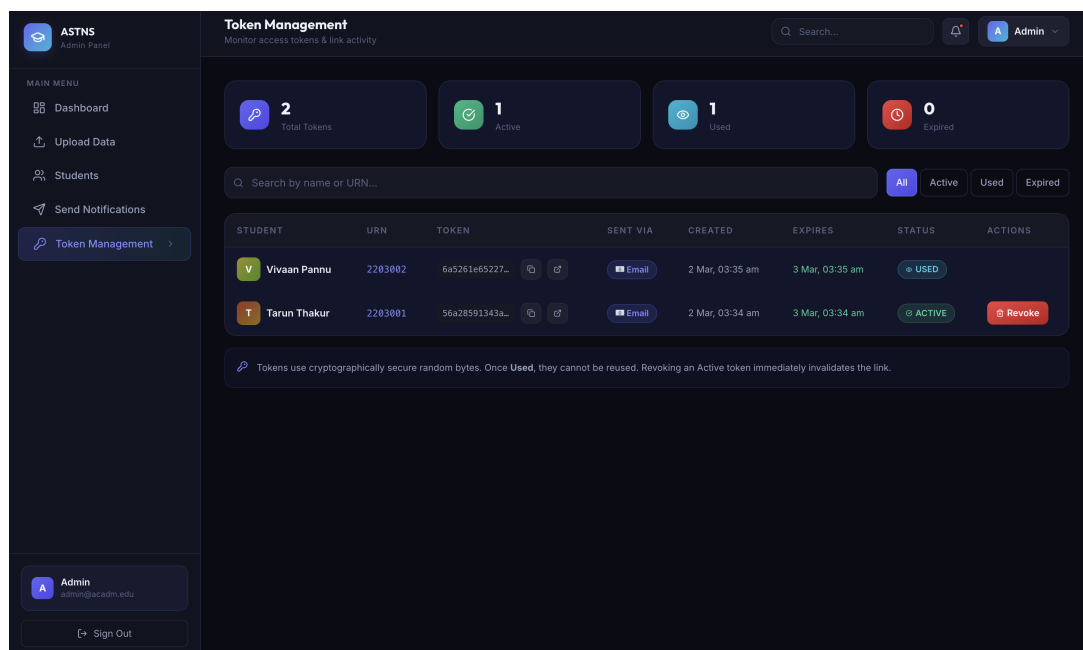 ASTNS
Admin Panel
MAIN MENU
Dashboard
Upload Data
Students
Send Notifications
Token Management
A
Admin
admin@acadm.edu
Sign Out
Token Management
Monitor access tokens & link activity
Search...
A Admin
2
Total Tokens
1
Active
1
Used
0
Expired
Search by name or URN...
All Active Used Expired
STUDENT URN TOKEN SENT VIA CREATED EXPIRES STATUS ACTIONS
V Vivaan Pannu 2203002 6a5261e65227… Email 2 Mar, 03:35 am 3 Mar, 03:35 am USED
T Tarun Thakur 2203001 56a28591343a… Email 2 Mar, 03:34 am 3 Mar, 03:34 am ACTIVE Revoke
Tokens use cryptographically secure random bytes. Once Used, they cannot be reused. Revoking an Active token immediately invalidates the link.